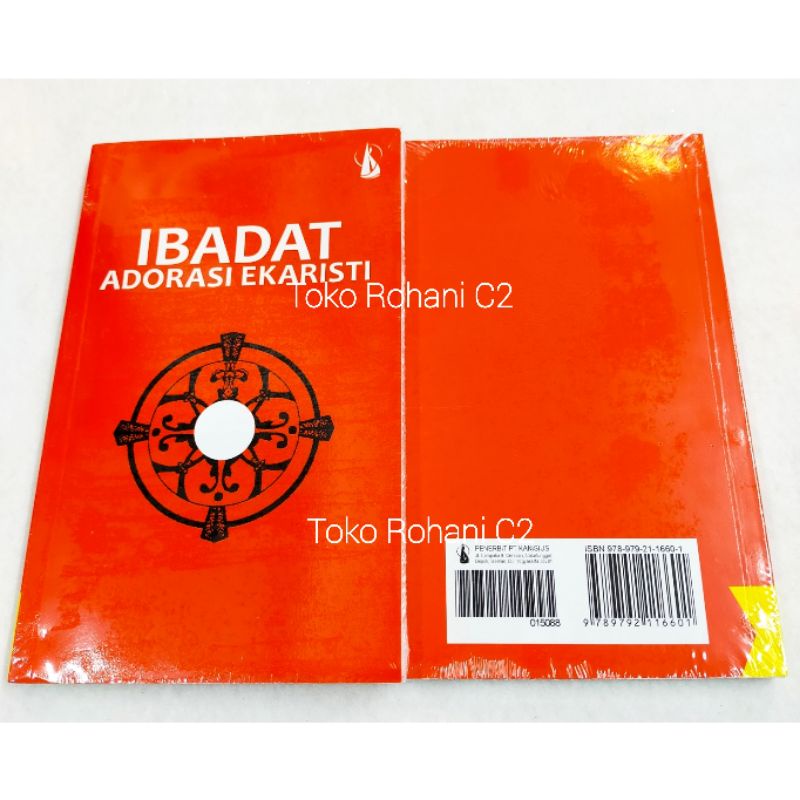 IBADAT
ADORASI EKARISTI
Toko Rohani C2
Toko Rohani C2
PENERBIT PT KANISIUS
ISBN 978-979-21-1660-1
015088
9 789792 116601